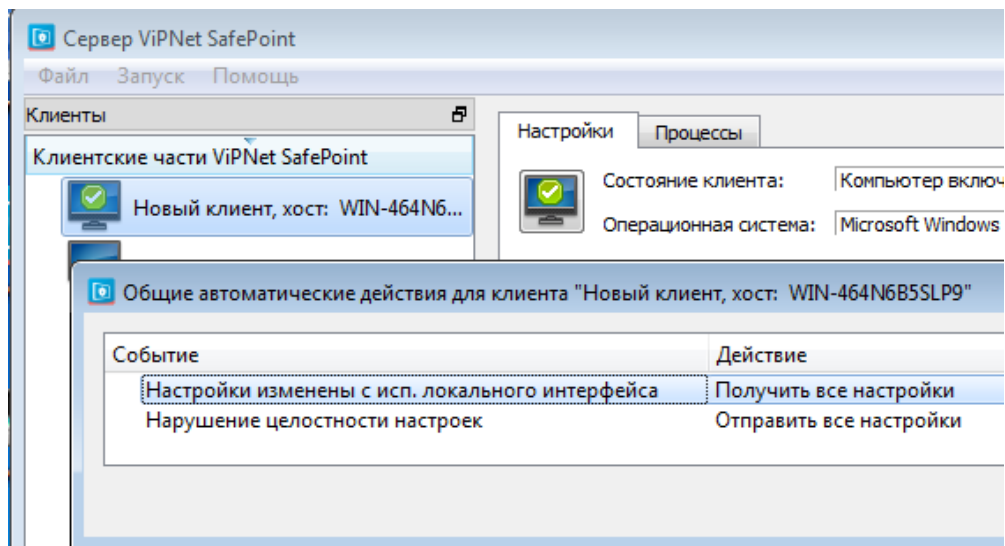 Сервер ViPNet SafePoint
Файл Запуск Помощь
Клиенты
Настройки Процессы
Клиентские части ViPNet SafePoint
Состояние клиента: Компьютер включ
Новый клиент, хост: WIN-464N6...
Операционная система: Microsoft Windows
Общие автоматические действия для клиента "Новый клиент, хост: WIN-464N6B5SLP9"
Событие Действие
Настройки изменены с исп. локального интерфейса Получить все настройки
Нарушение целостности настроек Отправить все настройки